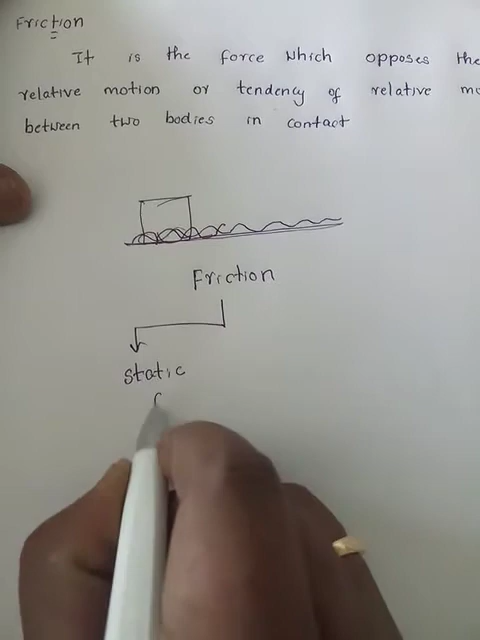 Friction
It is the force which opposes the
relative motion or tendency of relative
between two bodies in contact
Friction
static